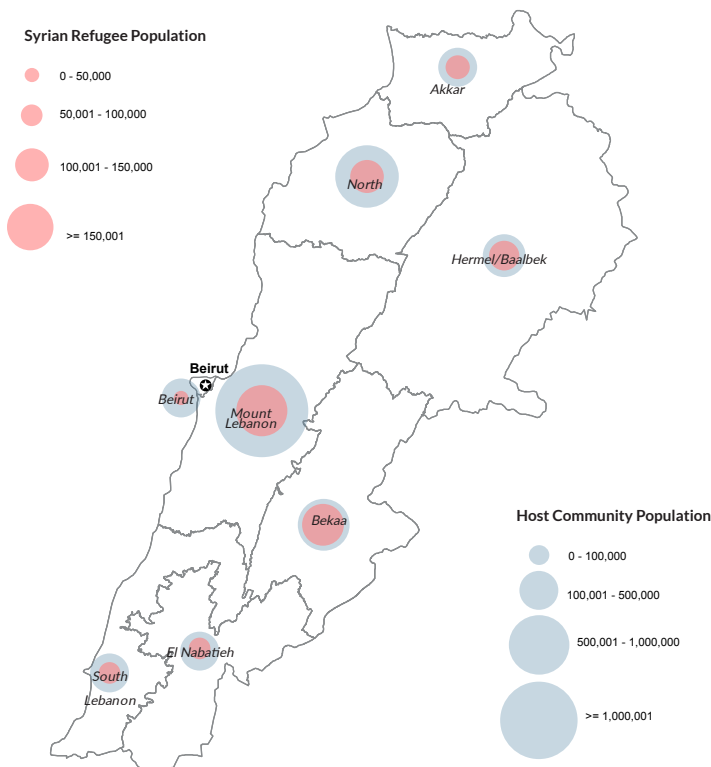 Syrian Refugee Population
0 - 50,000
50,001 - 100,000
100,001 - 150,000
>= 150,001
Akkar
North
Hermel/Baalbek
Beirut
Beirut
Mount
Lebanon
Bekaa
El Nabatieh
South
Lebanon
Host Community Population
0 - 100,000
100,001 - 500,000
500,001 - 1,000,000
>= 1,000,001